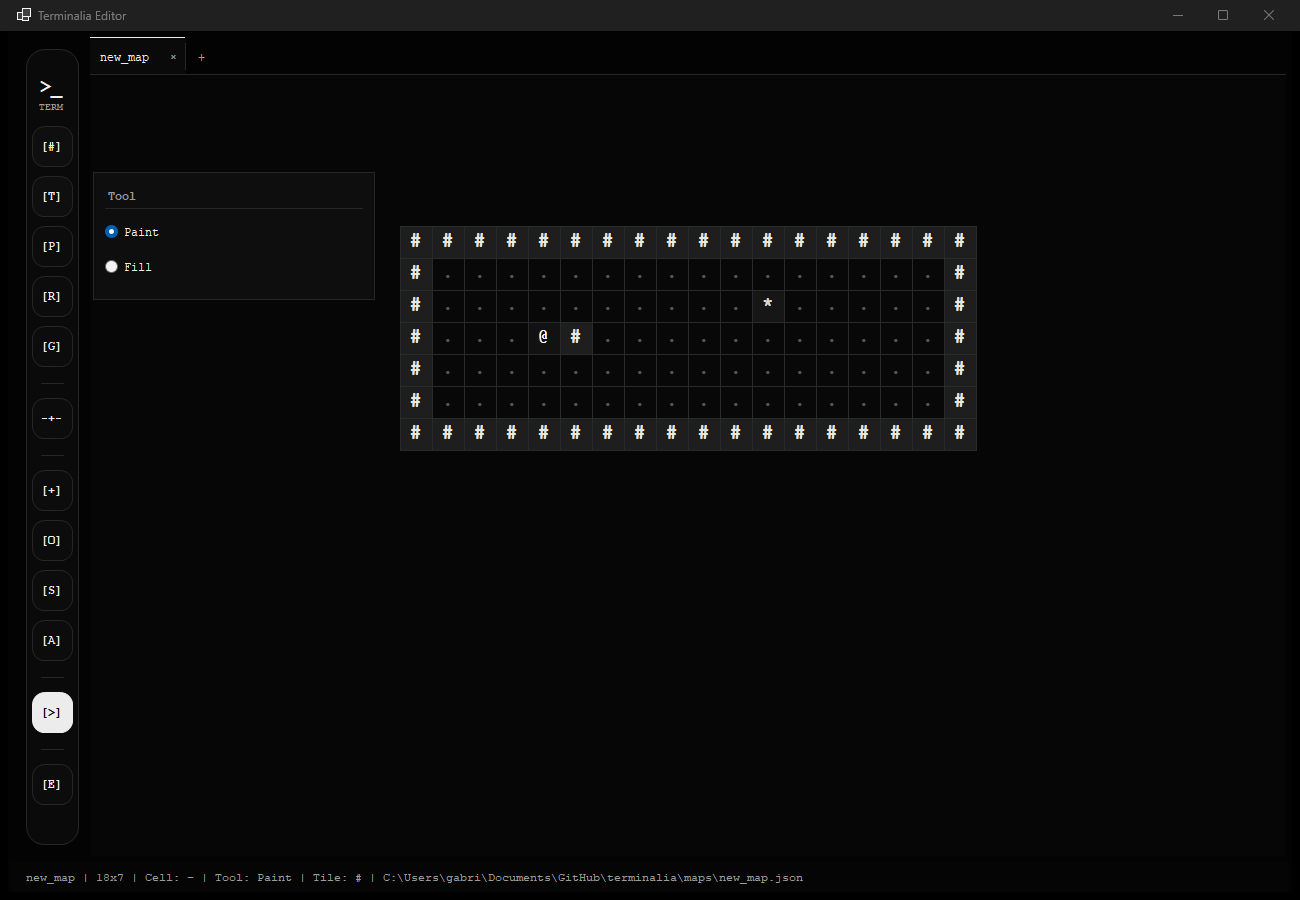 Terminalia Editor
new_map × +
>_
TERM
[#]
[T]
[P]
[R]
[G]
-+-
[+]
[O]
[S]
[A]
[>]
[E]
Tool
Paint
Fill
# # # # # # # # # # # # # # # # # #
# . . . . . . . . . . . . . . . . #
# . . . . . . . . . . * . . . . . #
# . . . @ # . . . . . . . . . . . #
# . . . . . . . . . . . . . . . . #
# . . . . . . . . . . . . . . . . #
# # # # # # # # # # # # # # # # # #
new_map | 18x7 | Cell: - | Tool: Paint | Tile: # | C:\Users\gabri\Documents\GitHub\terminalia\maps\new_map.json